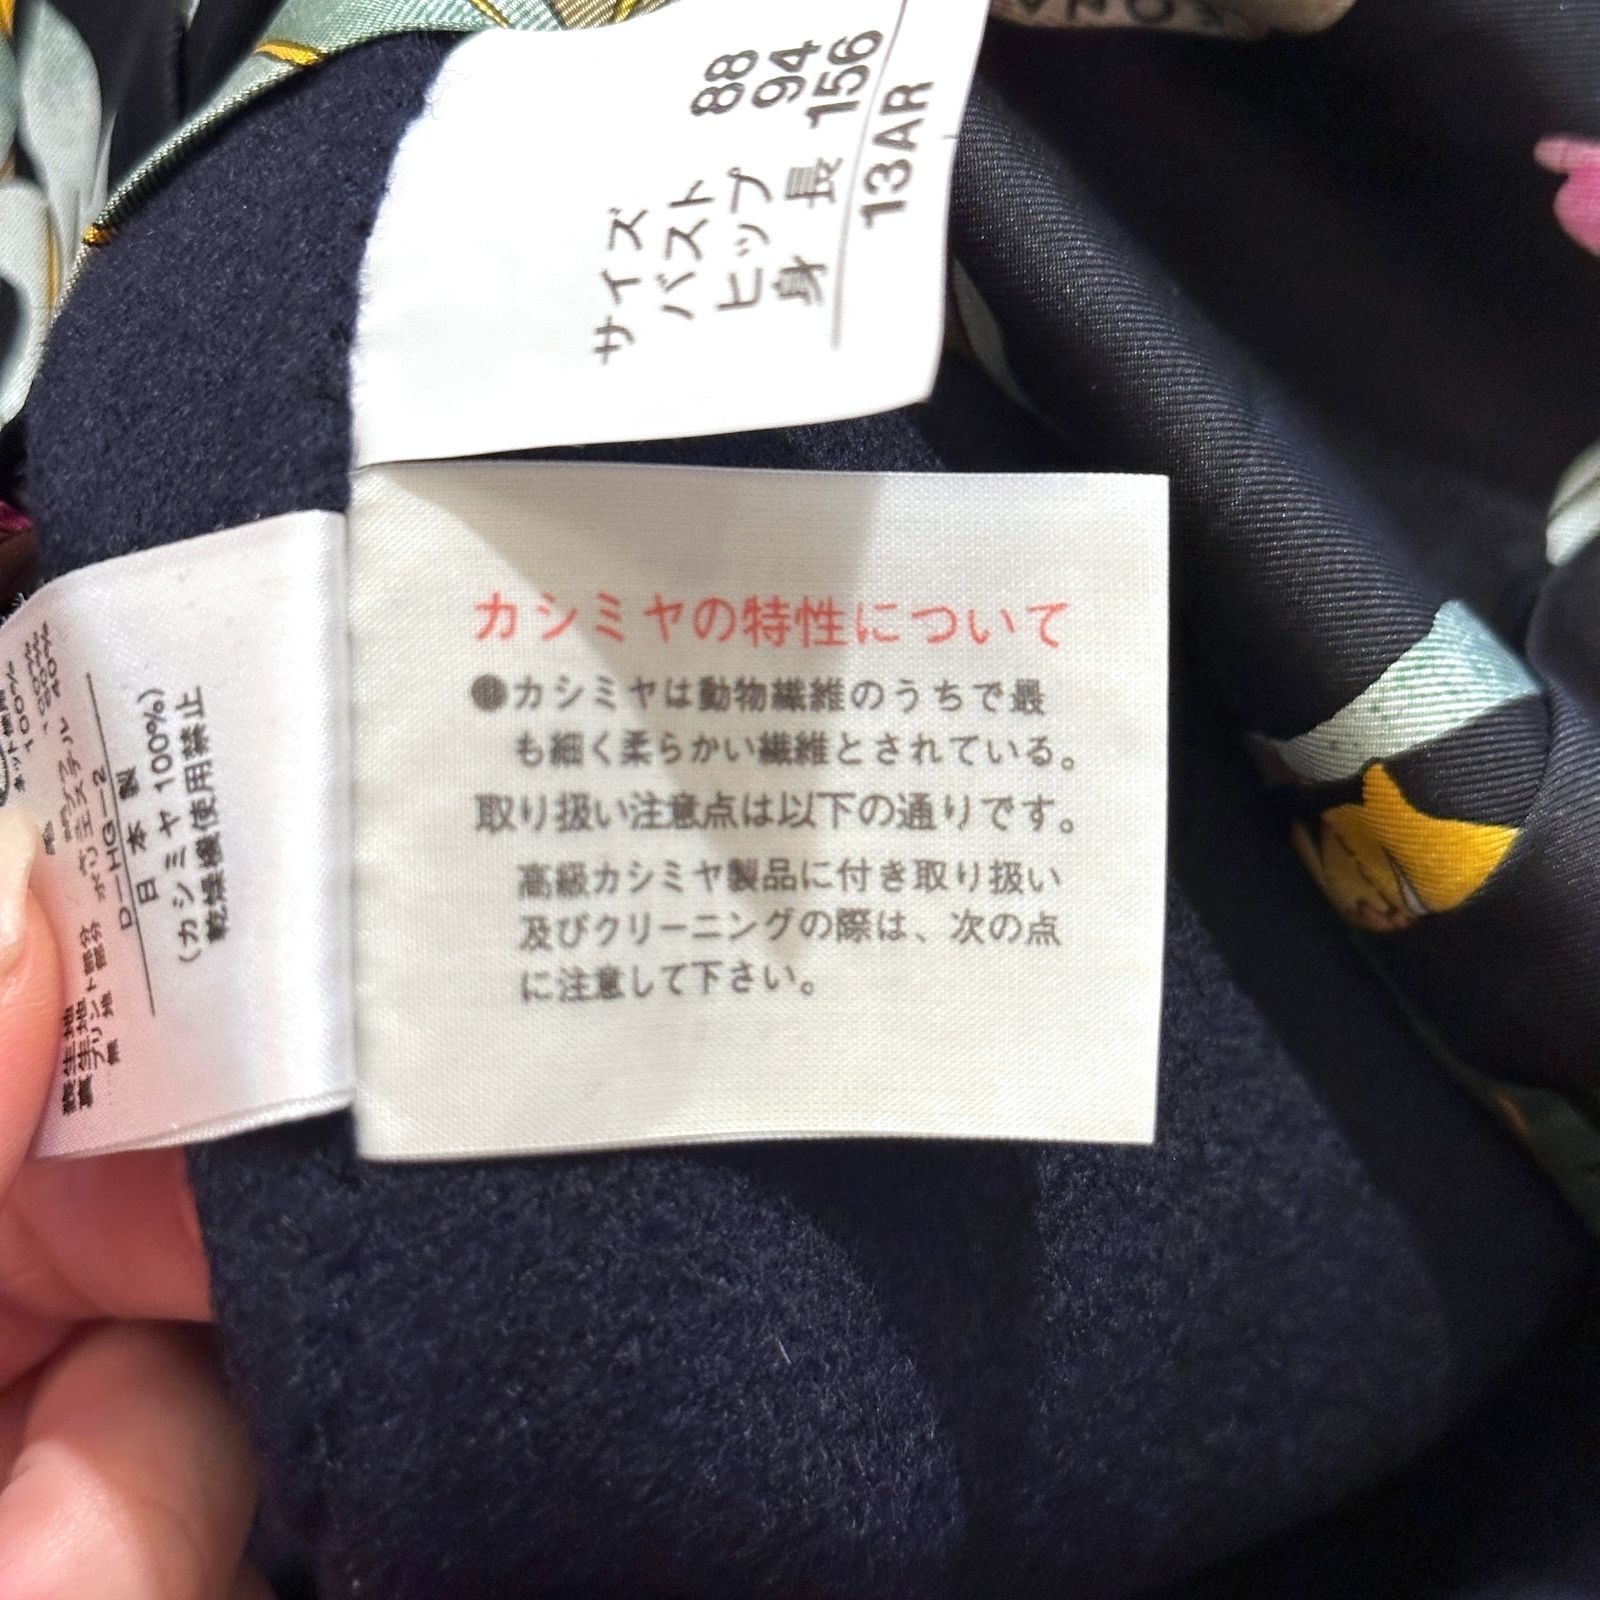 サイズ
バスト 88
ヒップ 94
身長 156
13AR
カシミヤの特性について
●カシミヤは動物繊維のうちで最
も細く柔らかい繊維とされている。
取り扱い注意点は以下の通りです。
高級カシミヤ製品に付き取り扱い
及びクリーニングの際は、次の点
に注意して下さい。
100%
40%
D-HG-2
日本製
(カシミヤ 100%)
乾燥機使用禁止